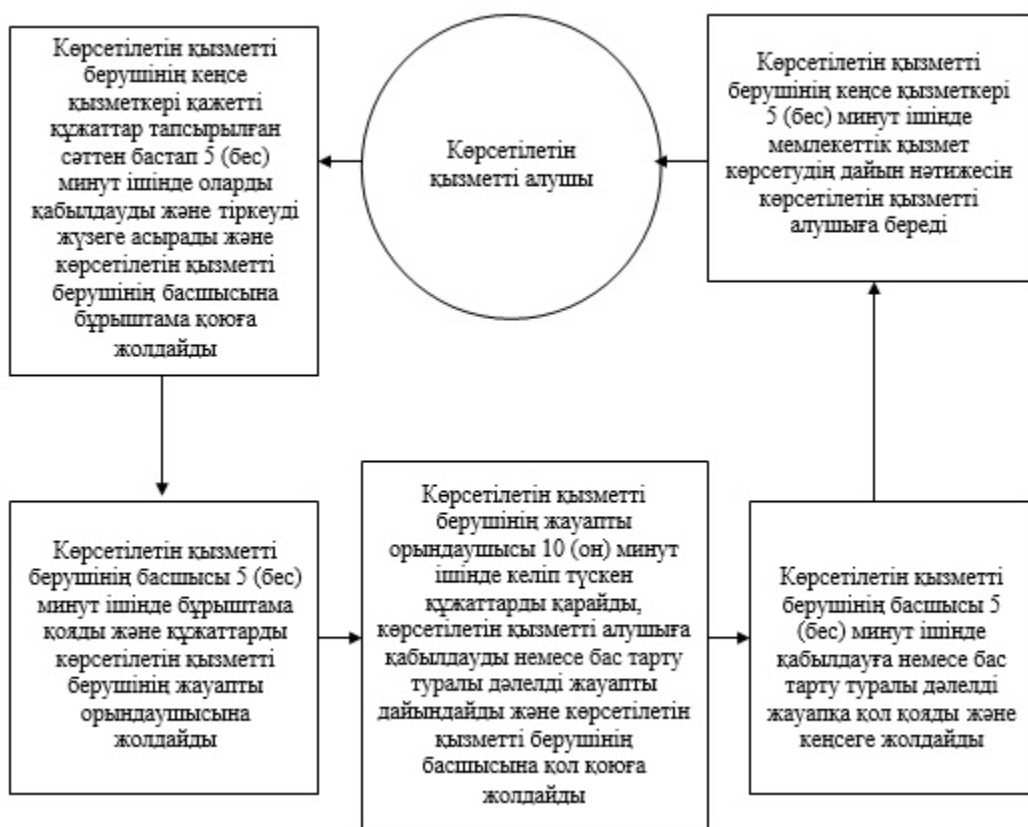 Көрсетілетін қызметті
берушінің кеңсе
қызметкері қажетті
құжаттар тапсырылған
сәттен бастап 5 (бес)
минут ішінде оларды
қабылдауды және тіркеуді
жүзеге асырады және
көрсетілетін қызметті
берушінің басшысына
бұрыштама қоюға
жолдайды
Көрсетілетін
қызметті алушы
Көрсетілетін қызметті
берушінің кеңсе қызметкері
5 (бес) минут ішінде
мемлекеттік қызмет
көрсетудің дайын нәтижесін
көрсетілетін қызметті
алушыға береді
Көрсетілетін қызметті
берушінің басшысы 5 (бес)
минут ішінде бұрыштама
қояды және құжаттарды
көрсетілетін қызметті
берушінің жауапты
орындаушысына
жолдайды
Көрсетілетін қызметті
берушінің жауапты
орындаушысы 10 (он) минут
ішінде келіп түскен
құжаттарды қарайды,
көрсетілетін қызметті алушыға
қабылдауды немесе бас тарту
туралы дәлелді жауапты
дайындайды және көрсетілетін
қызметті берушінің
басшысына қол қоюға
жолдайды
Көрсетілетін қызметті
берушінің басшысы 5
(бес) минут ішінде
қабылдауға немесе бас
тарту туралы дәлелді
жауапқа қол қояды және
кеңсеге жолдайды